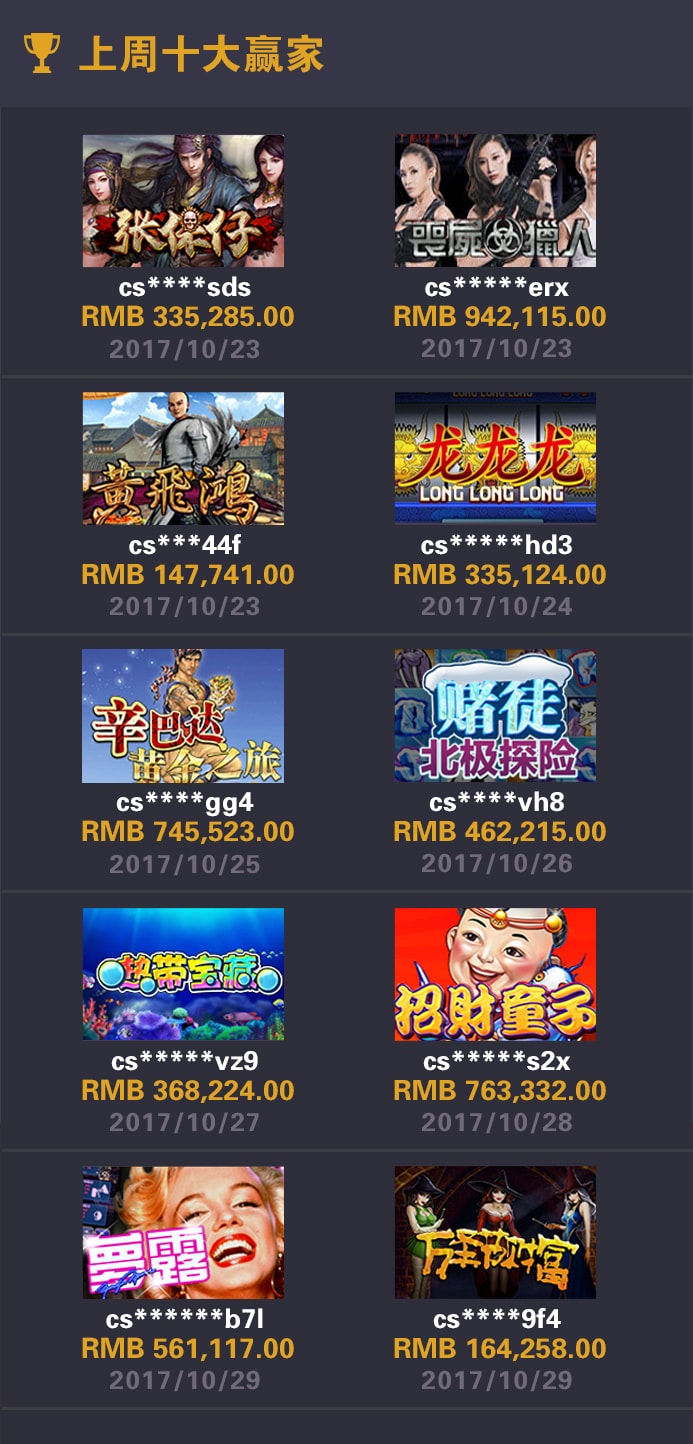 上周十大赢家
张保仔
cs****sds
RMB 335,285.00
2017/10/23
喪屍獵人
cs*****erx
RMB 942,115.00
2017/10/23
黃飛鴻
cs***44f
RMB 147,741.00
2017/10/23
LONG LONG LONG
龙龙龙
LONG LONG LONG
cs*****hd3
RMB 335,124.00
2017/10/24
辛巴达
黄金之旅
cs****gg4
RMB 745,523.00
2017/10/25
赌徒
北极探险
cs****vh8
RMB 462,215.00
2017/10/26
热带宝藏
cs*****vz9
RMB 368,224.00
2017/10/27
招財童子
cs*****s2x
RMB 763,332.00
2017/10/28
夢露
cs******b7l
RMB 561,117.00
2017/10/29
万圣节财富
cs****9f4
RMB 164,258.00
2017/10/29